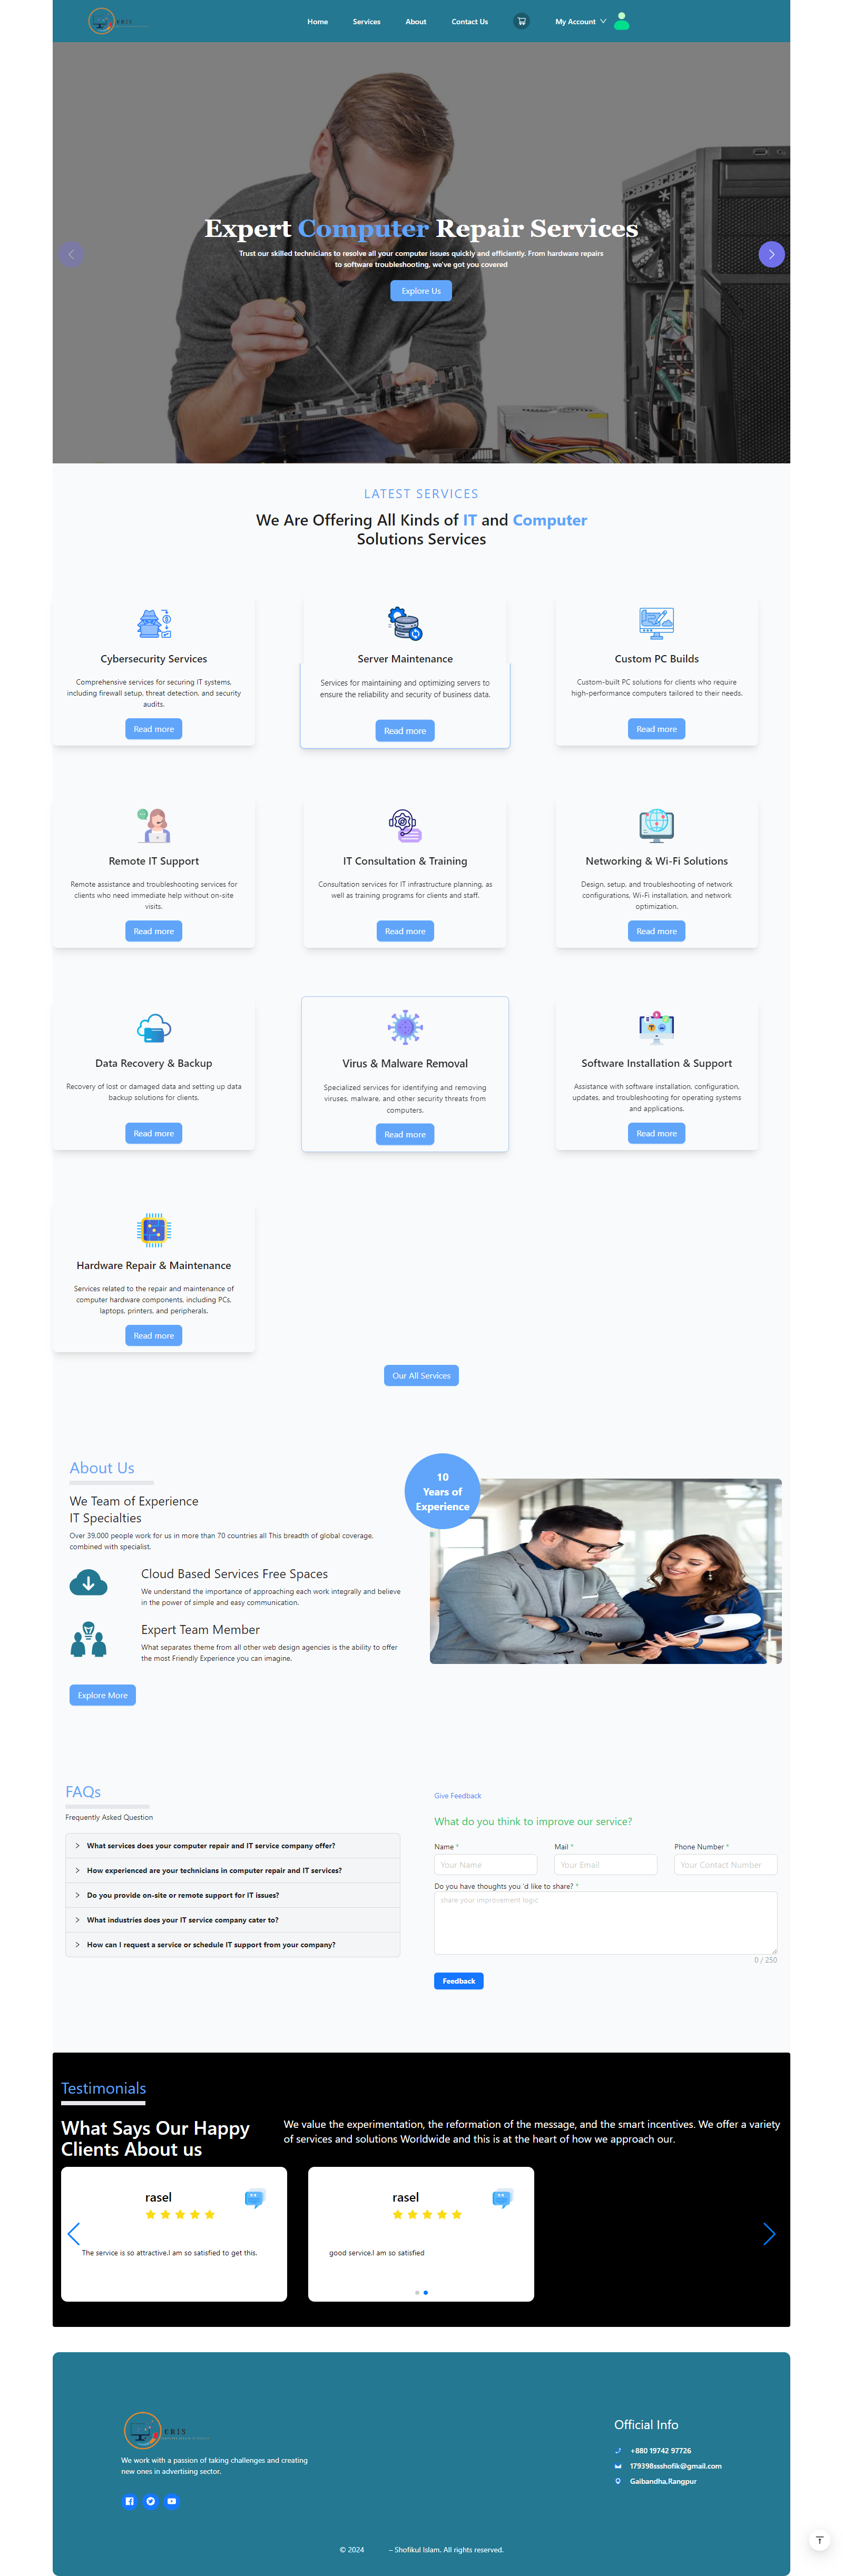 ERIS
Home
Services
About
Contact Us
My Account
Expert Computer Repair Services
Trust our skilled technicians to resolve all your computer issues quickly and efficiently. From hardware repairs
to software troubleshooting, we've got you covered
Explore Us
LATEST SERVICES
We Are Offering All Kinds of IT and Computer
Solutions Services
Cybersecurity Services
Comprehensive services for securing IT systems,
including firewall setup, threat detection, and security
audits.
Read more
Server Maintenance
Services for maintaining and optimizing servers to
ensure the reliability and security of business data.
Read more
Custom PC Builds
Custom-built PC solutions for clients who require
high-performance computers tailored to their needs.
Read more
Remote IT Support
Remote assistance and troubleshooting services for
clients who need immediate help without on-site
visits.
Read more
IT Consultation & Training
Consultation services for IT infrastructure planning, as
well as training programs for clients and staff.
Read more
Networking & Wi-Fi Solutions
Design, setup, and troubleshooting of network
configurations, Wi-Fi installation, and network
optimization.
Read more
Data Recovery & Backup
Recovery of lost or damaged data and setting up data
backup solutions for clients.
Read more
Virus & Malware Removal
Specialized services for identifying and removing
viruses, malware, and other security threats from
computers.
Read more
Software Installation & Support
Assistance with software installation, configuration,
updates, and troubleshooting for operating systems
and applications.
Read more
Hardware Repair & Maintenance
Services related to the repair and maintenance of
computer hardware components, including PCs,
laptops, printers, and peripherals.
Read more
Our All Services
About Us
We Team of Experience
IT Specialties
Over 39,000 people work for us in more than 70 countries all This breadth of global coverage,
combined with specialist.
Cloud Based Services Free Spaces
We understand the importance of approaching each work integrally and believe
in the power of simple and easy communication.
Expert Team Member
What separates theme from all other web design agencies is the ability to offer
the most Friendly Experience you can imagine.
Explore More
10
Years of
Experience
FAQs
Frequently Asked Question
What services does your computer repair and IT service company offer?
How experienced are your technicians in computer repair and IT services?
Do you provide on-site or remote support for IT issues?
What industries does your IT service company cater to?
How can I request a service or schedule IT support from your company?
Give Feedback
What do you think to improve our service?
Name *
Your Name
Mail *
Your Email
Phone Number *
Your Contact Number
Do you have thoughts you 'd like to share? *
share your improvement logic
0 / 250
Feedback
Testimonials
What Says Our Happy
Clients About us
We value the experimentation, the reformation of the message, and the smart incentives. We offer a variety
of services and solutions Worldwide and this is at the heart of how we approach our.
rasel
The service is so attractive.I am so satisfied to get this.
rasel
good service.I am so satisfied
ERIS
We work with a passion of taking challenges and creating
new ones in advertising sector.
Official Info
+880 19742 97726
179398ssshofik@gmail.com
Gaibandha,Rangpur
© 2024 – Shofikul Islam. All rights reserved.